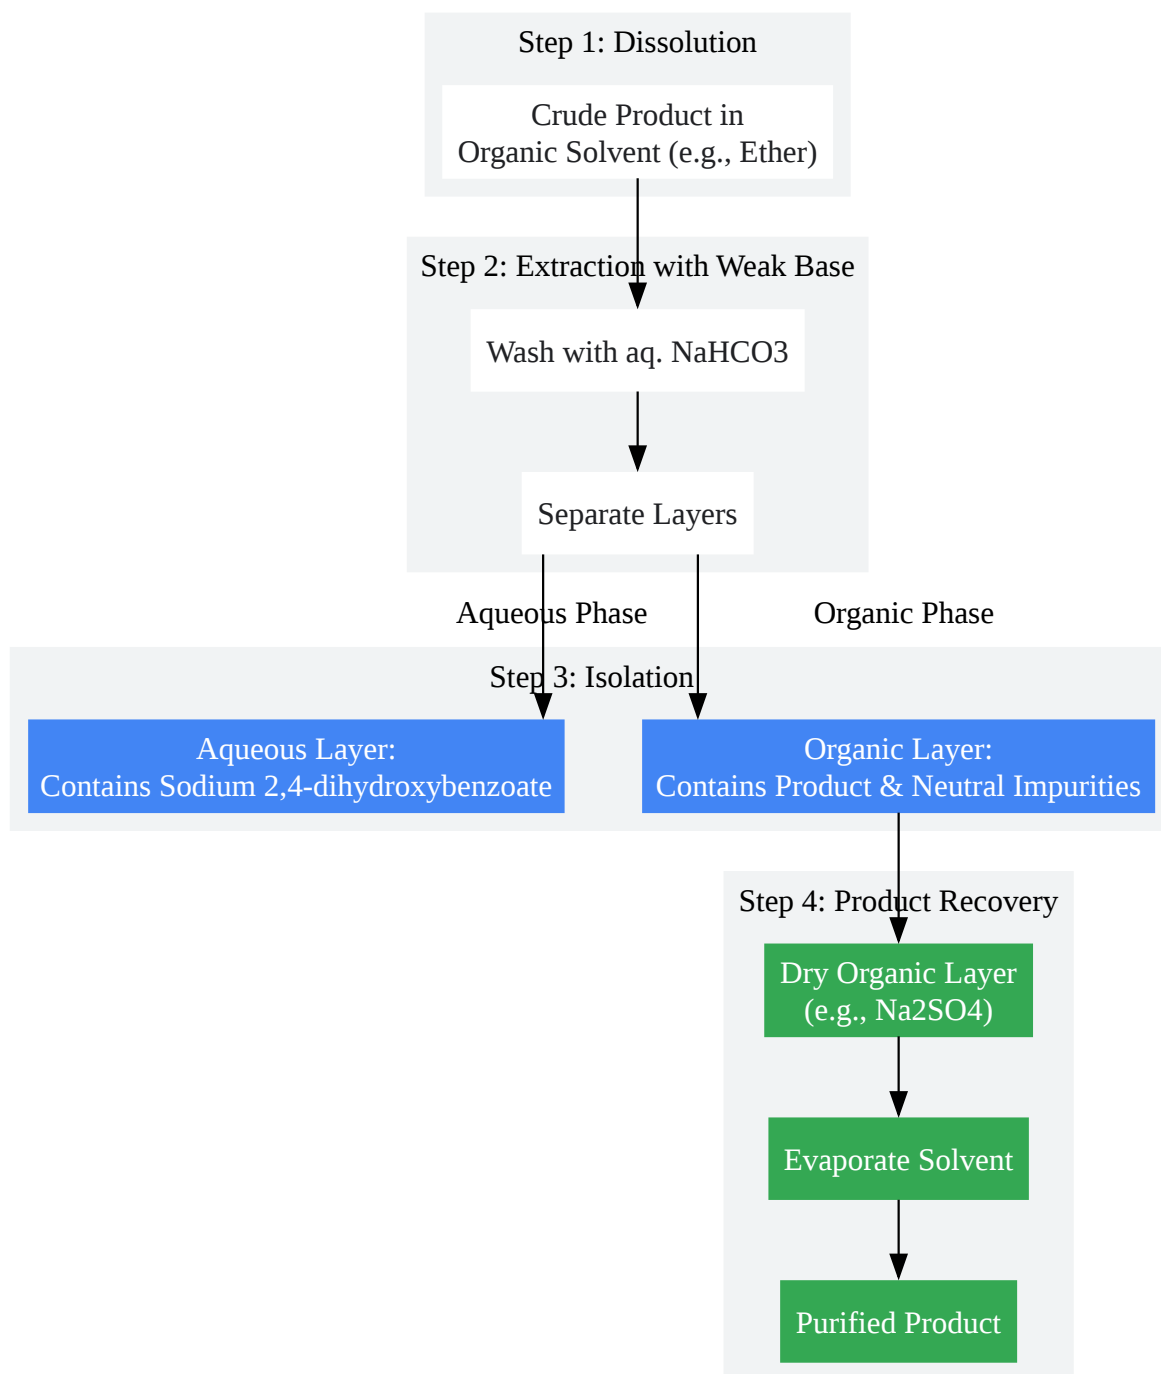 Step 1: Dissolution
Crude Product in
Organic Solvent (e.g., Ether)
Step 2: Extraction with Weak Base
Wash with aq. NaHCO3
Separate Layers
Aqueous Phase
Organic Phase
Step 3: Isolation
Aqueous Layer:
Contains Sodium 2,4-dihydroxybenzoate
Organic Layer:
Contains Product & Neutral Impurities
Step 4: Product Recovery
Dry Organic Layer
(e.g., Na2SO4)
Evaporate Solvent
Purified Product